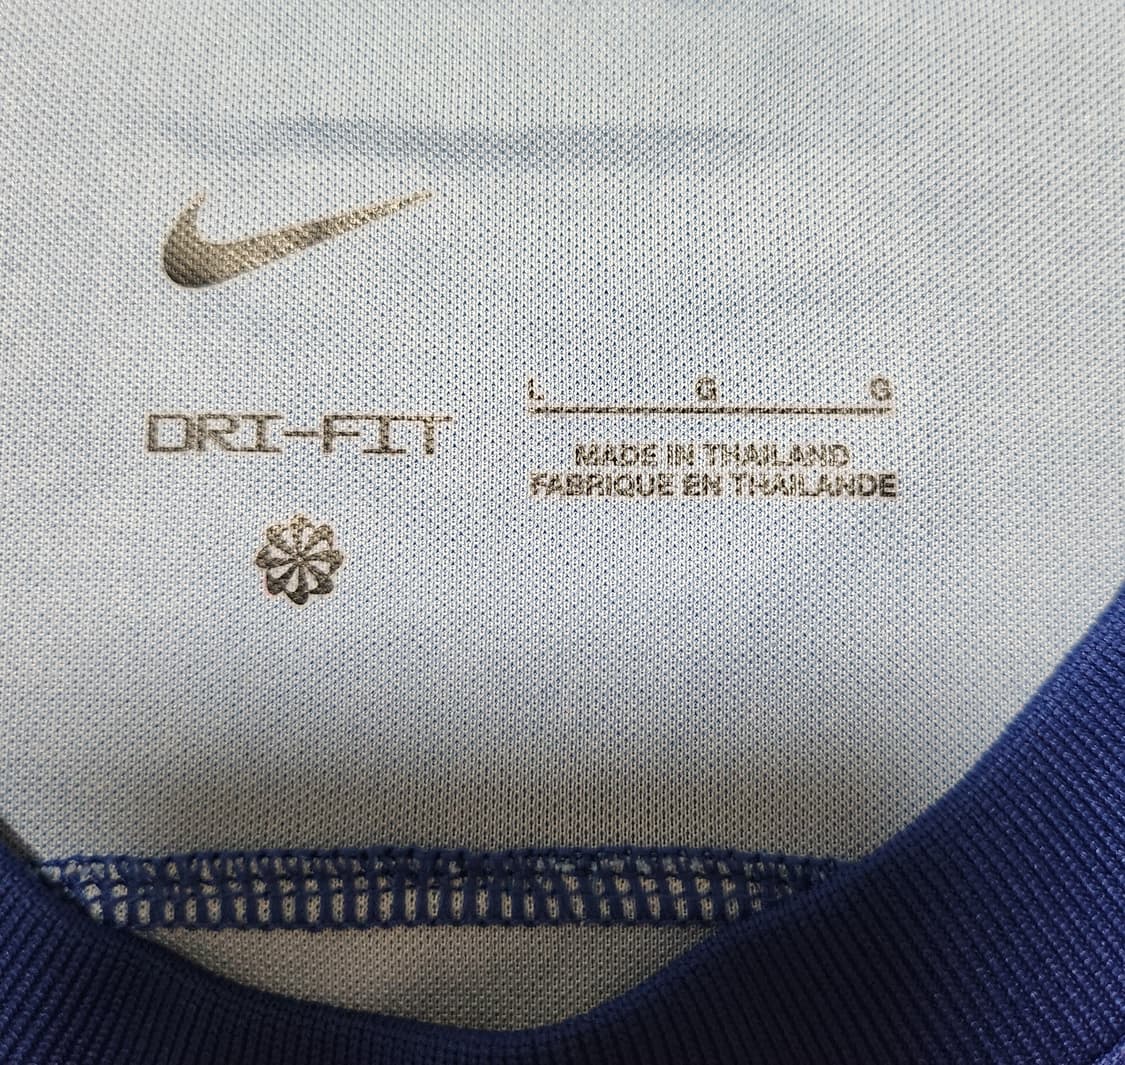 DRI-FIT
L G G
MADE IN THAILAND
FABRIQUE EN THAILANDE